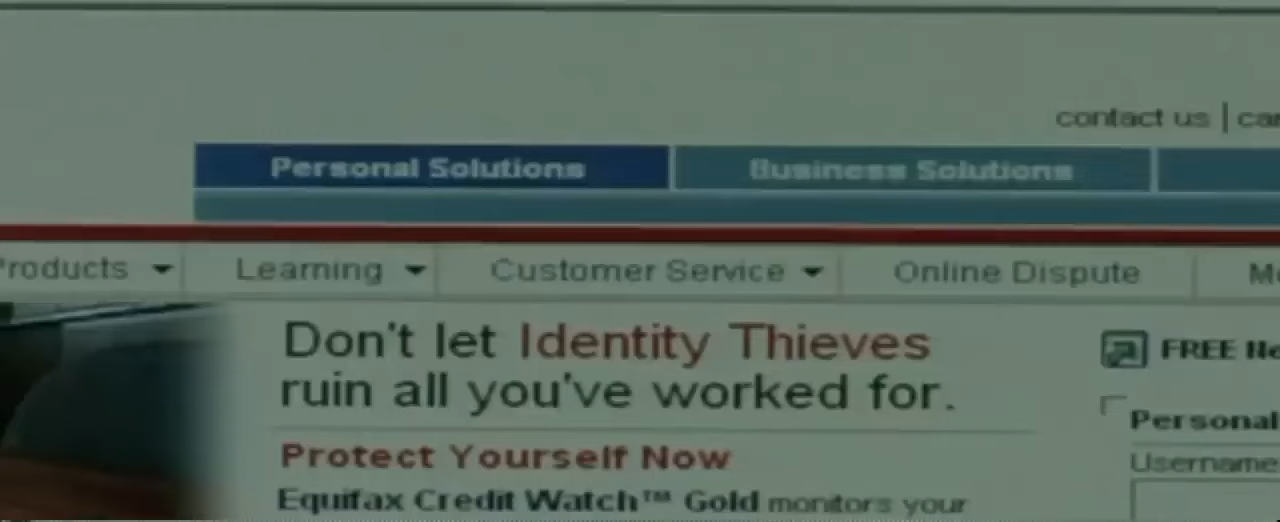 contact us |
Personal Solutions
Business Solutions
Products
Learning
Customer Service
Online Dispute
Don't let Identity Thieves
ruin all you've worked for.
FREE
Protect Yourself Now
Personal
Equifax Credit Watch™ Gold monitors your
Username